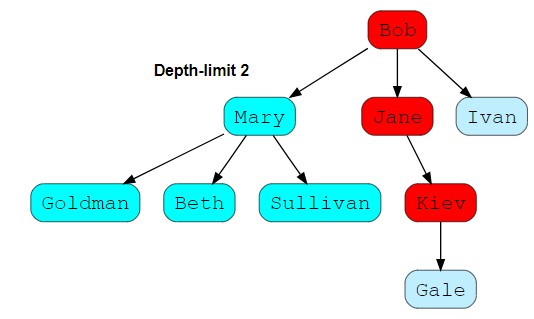 Bob
Depth-limit 2
Mary
Jane
Ivan
Goldman
Beth
Sullivan
Kiev
Gale